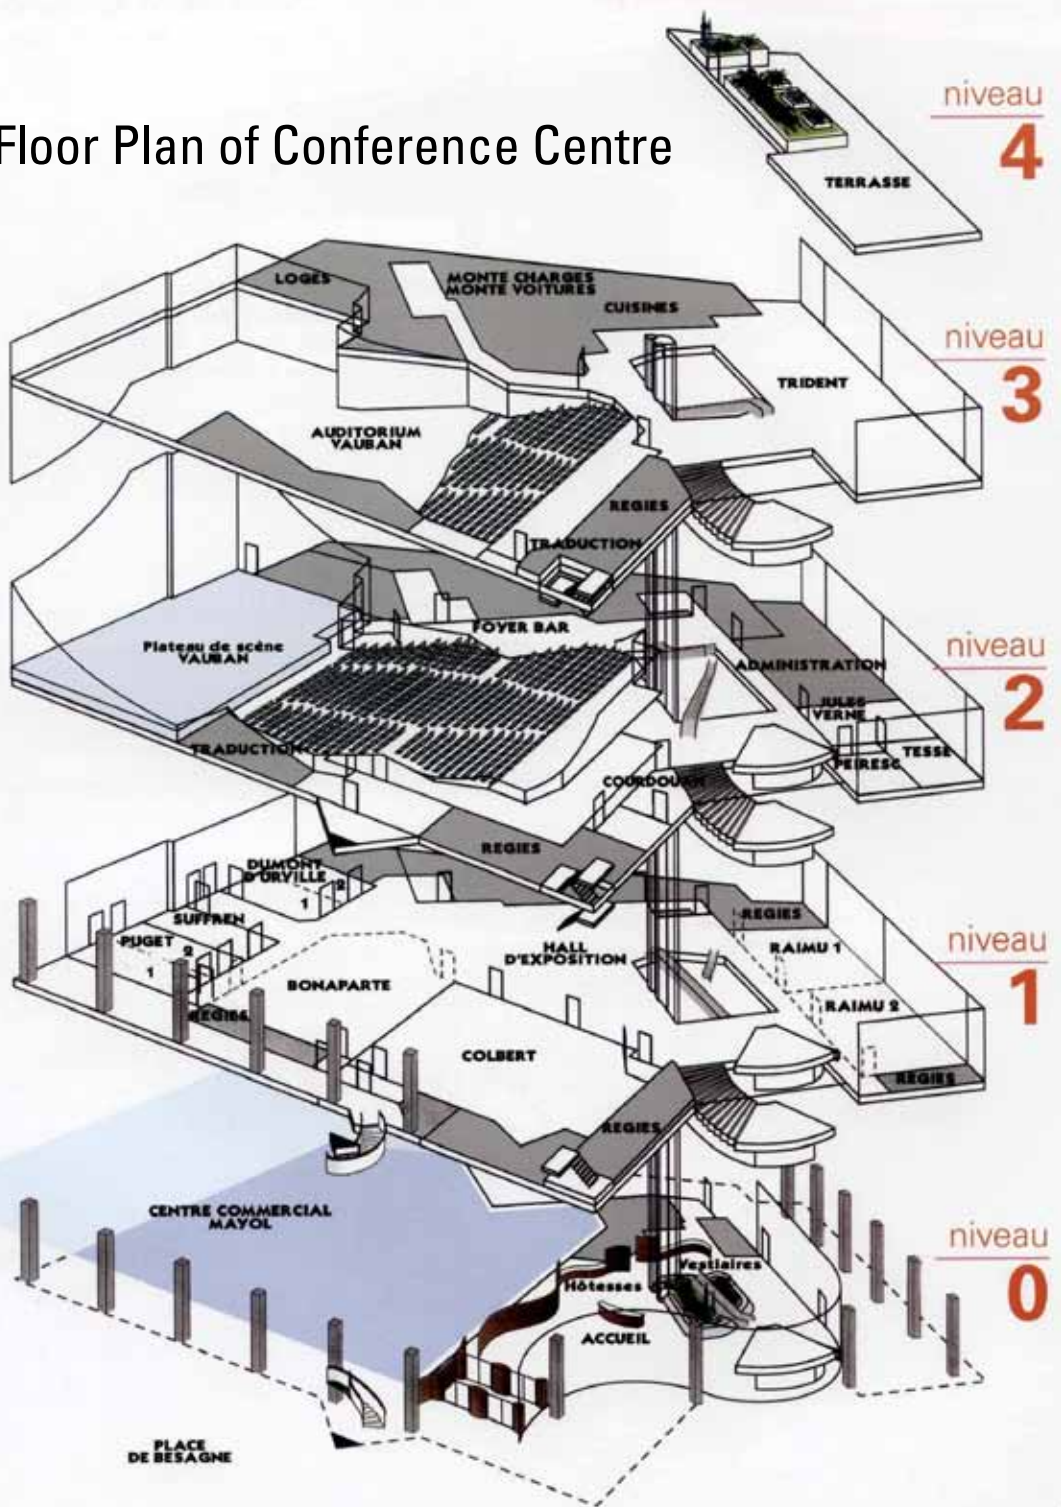 Floor Plan of Conference Centre
niveau
4
TERRASSE
niveau
3
LOGES
MONTE CHARGES
MONTE VOITURES
CUISINES
TRIDENT
AUDITORIUM
VAUBAN
REGIES
TRADUCTION
niveau
2
FOYER BAR
Plateau de scène
VAUBAN
ADMINISTRATION
JULES
VERNE
TESSE
PEIRESC
TRADUCTION
COURDOUAN
REGIES
niveau
1
DUMONT
D'URVILLE
2
1
SUFFREN
PUGET
2
1
REGIES
BONAPARTE
HALL
D'EXPOSITION
REGIES
RAIMU 1
RAIMU 2
COLBERT
REGIES
REGIES
niveau
0
CENTRE COMMERCIAL
MAYOL
Vestiaires
Hôtesses
ACCUEIL
PLACE
DE BESAGNE